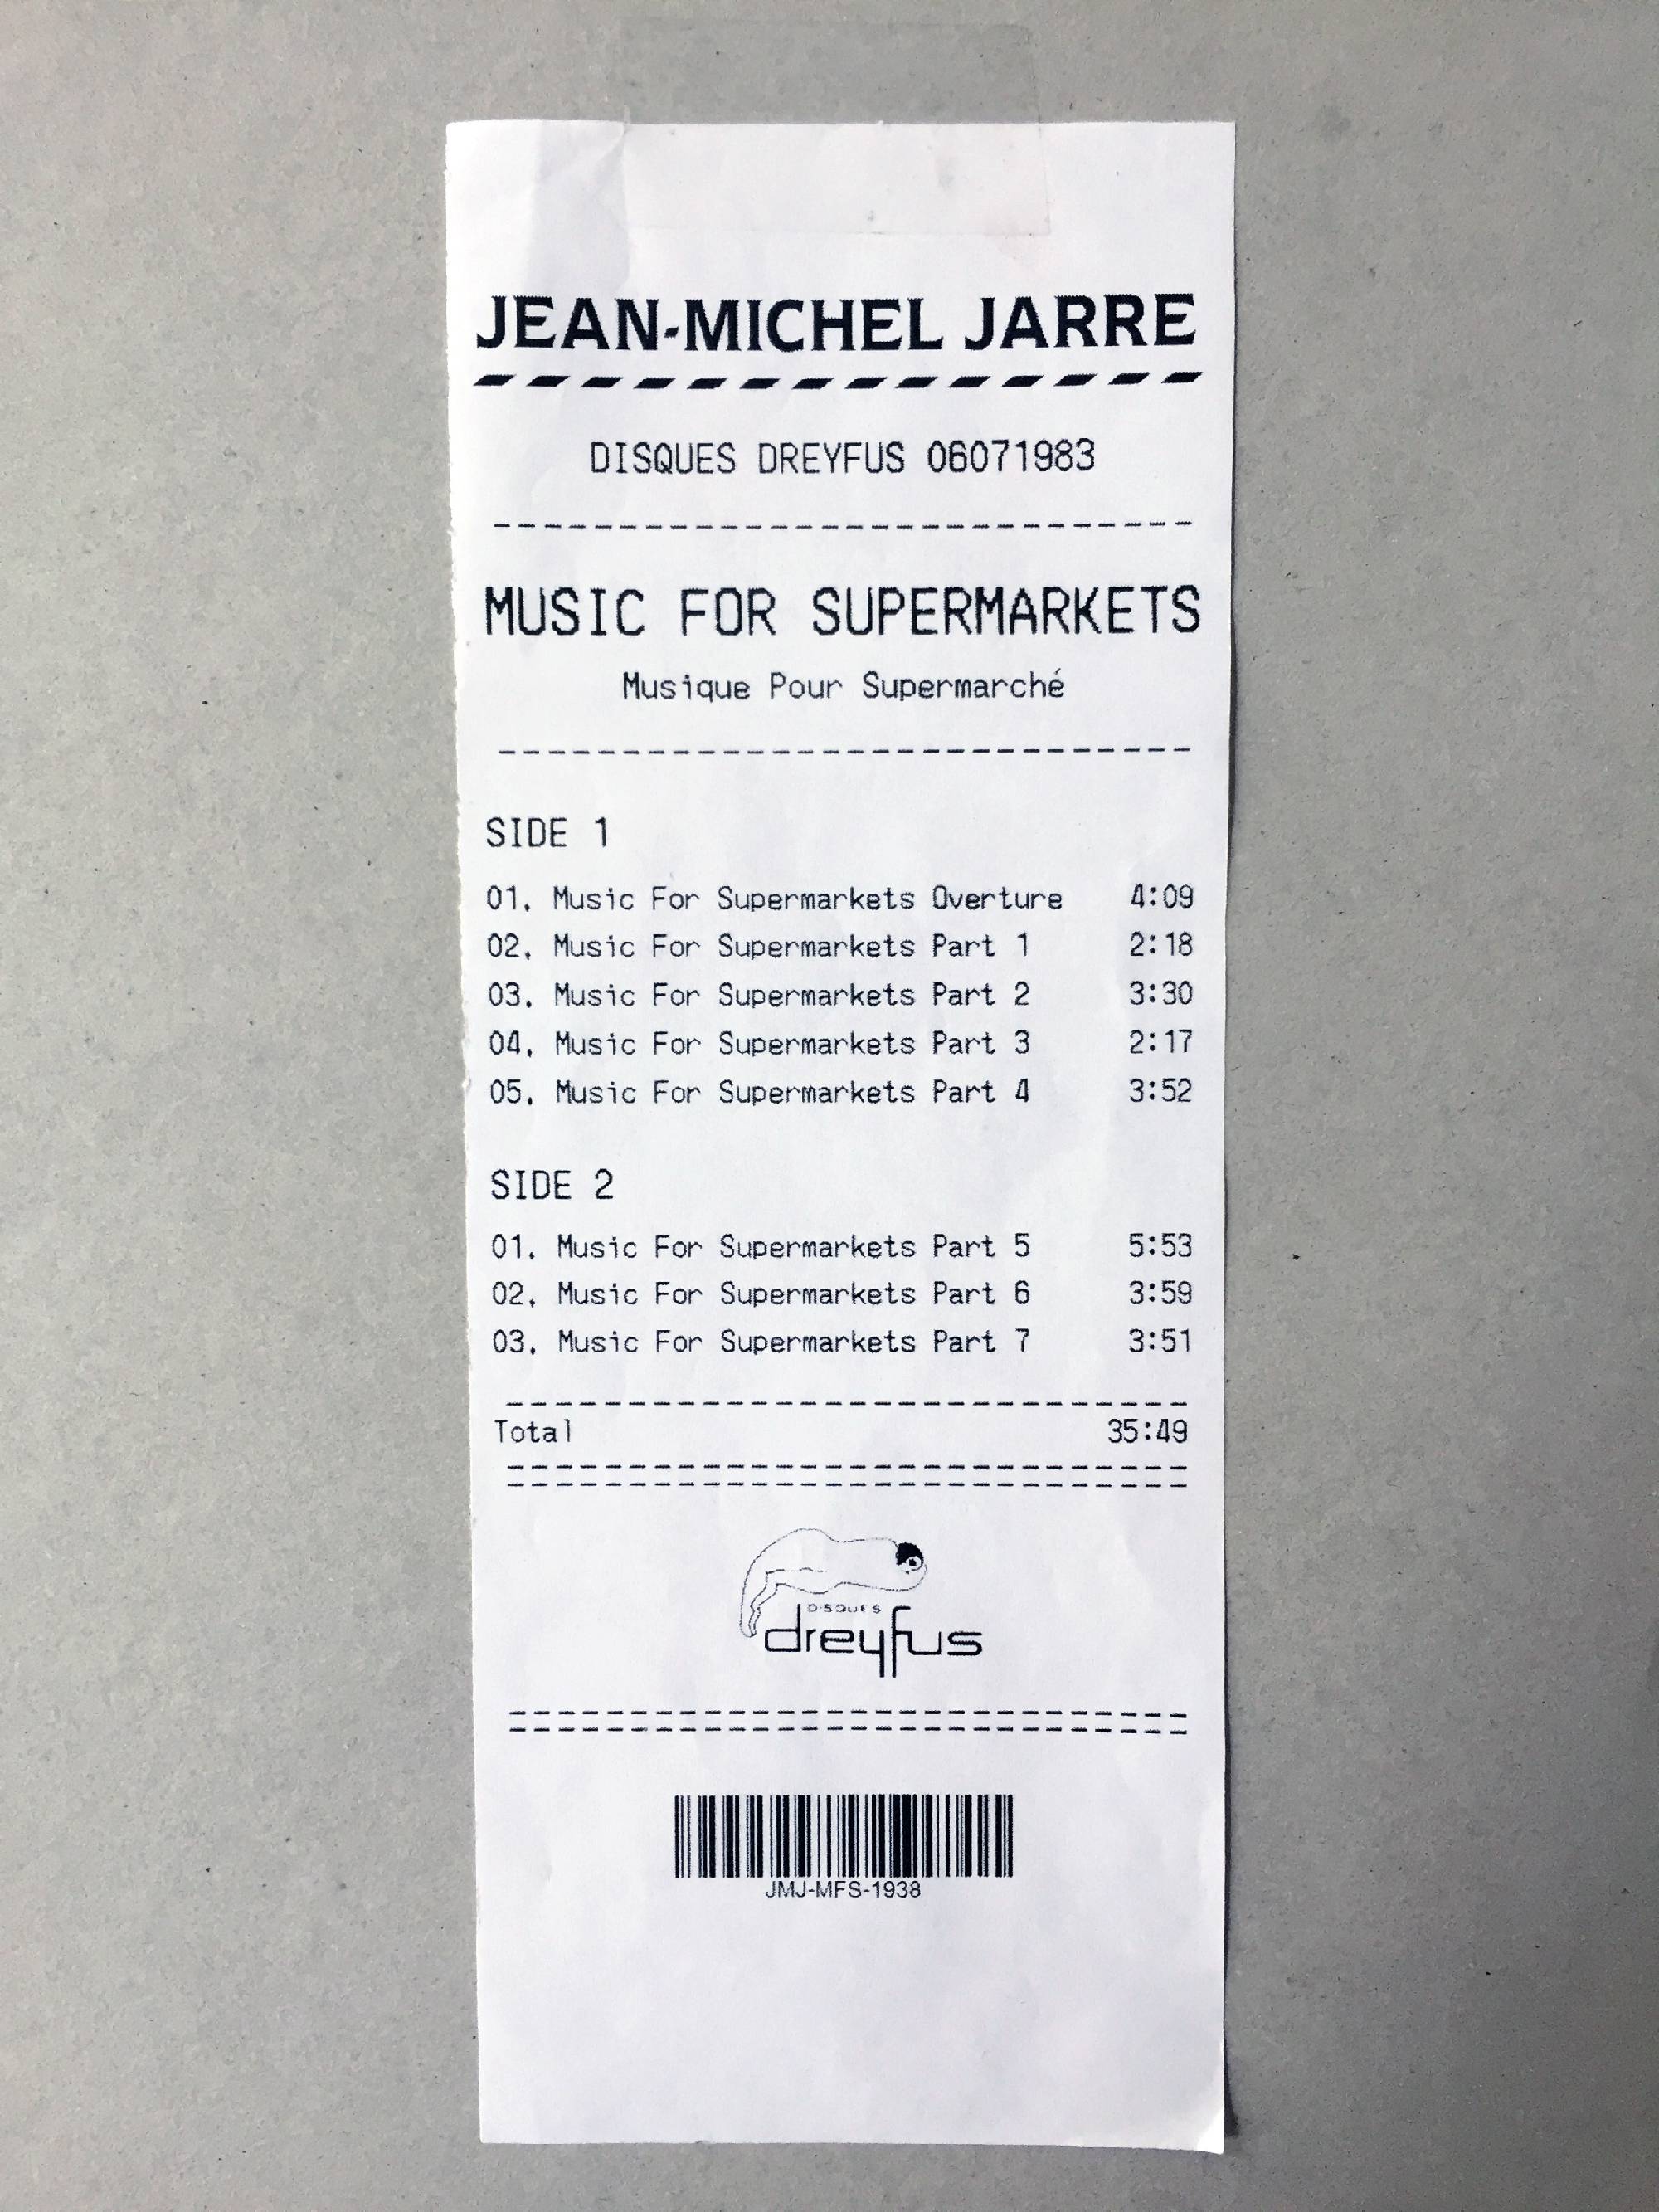 JEAN-MICHEL JARRE
DISQUES DREYFUS 06071983
MUSIC FOR SUPERMARKETS
Musique Pour Supermarché
SIDE 1
01. Music For Supermarkets Overture 4:09
02. Music For Supermarkets Part 1 2:18
03. Music For Supermarkets Part 2 3:30
04. Music For Supermarkets Part 3 2:17
05. Music For Supermarkets Part 4 3:52
SIDE 2
01. Music For Supermarkets Part 5 5:53
02. Music For Supermarkets Part 6 3:59
03. Music For Supermarkets Part 7 3:51
Total 35:49
DISQUES
dreyfus
JMJ-MFS-1938